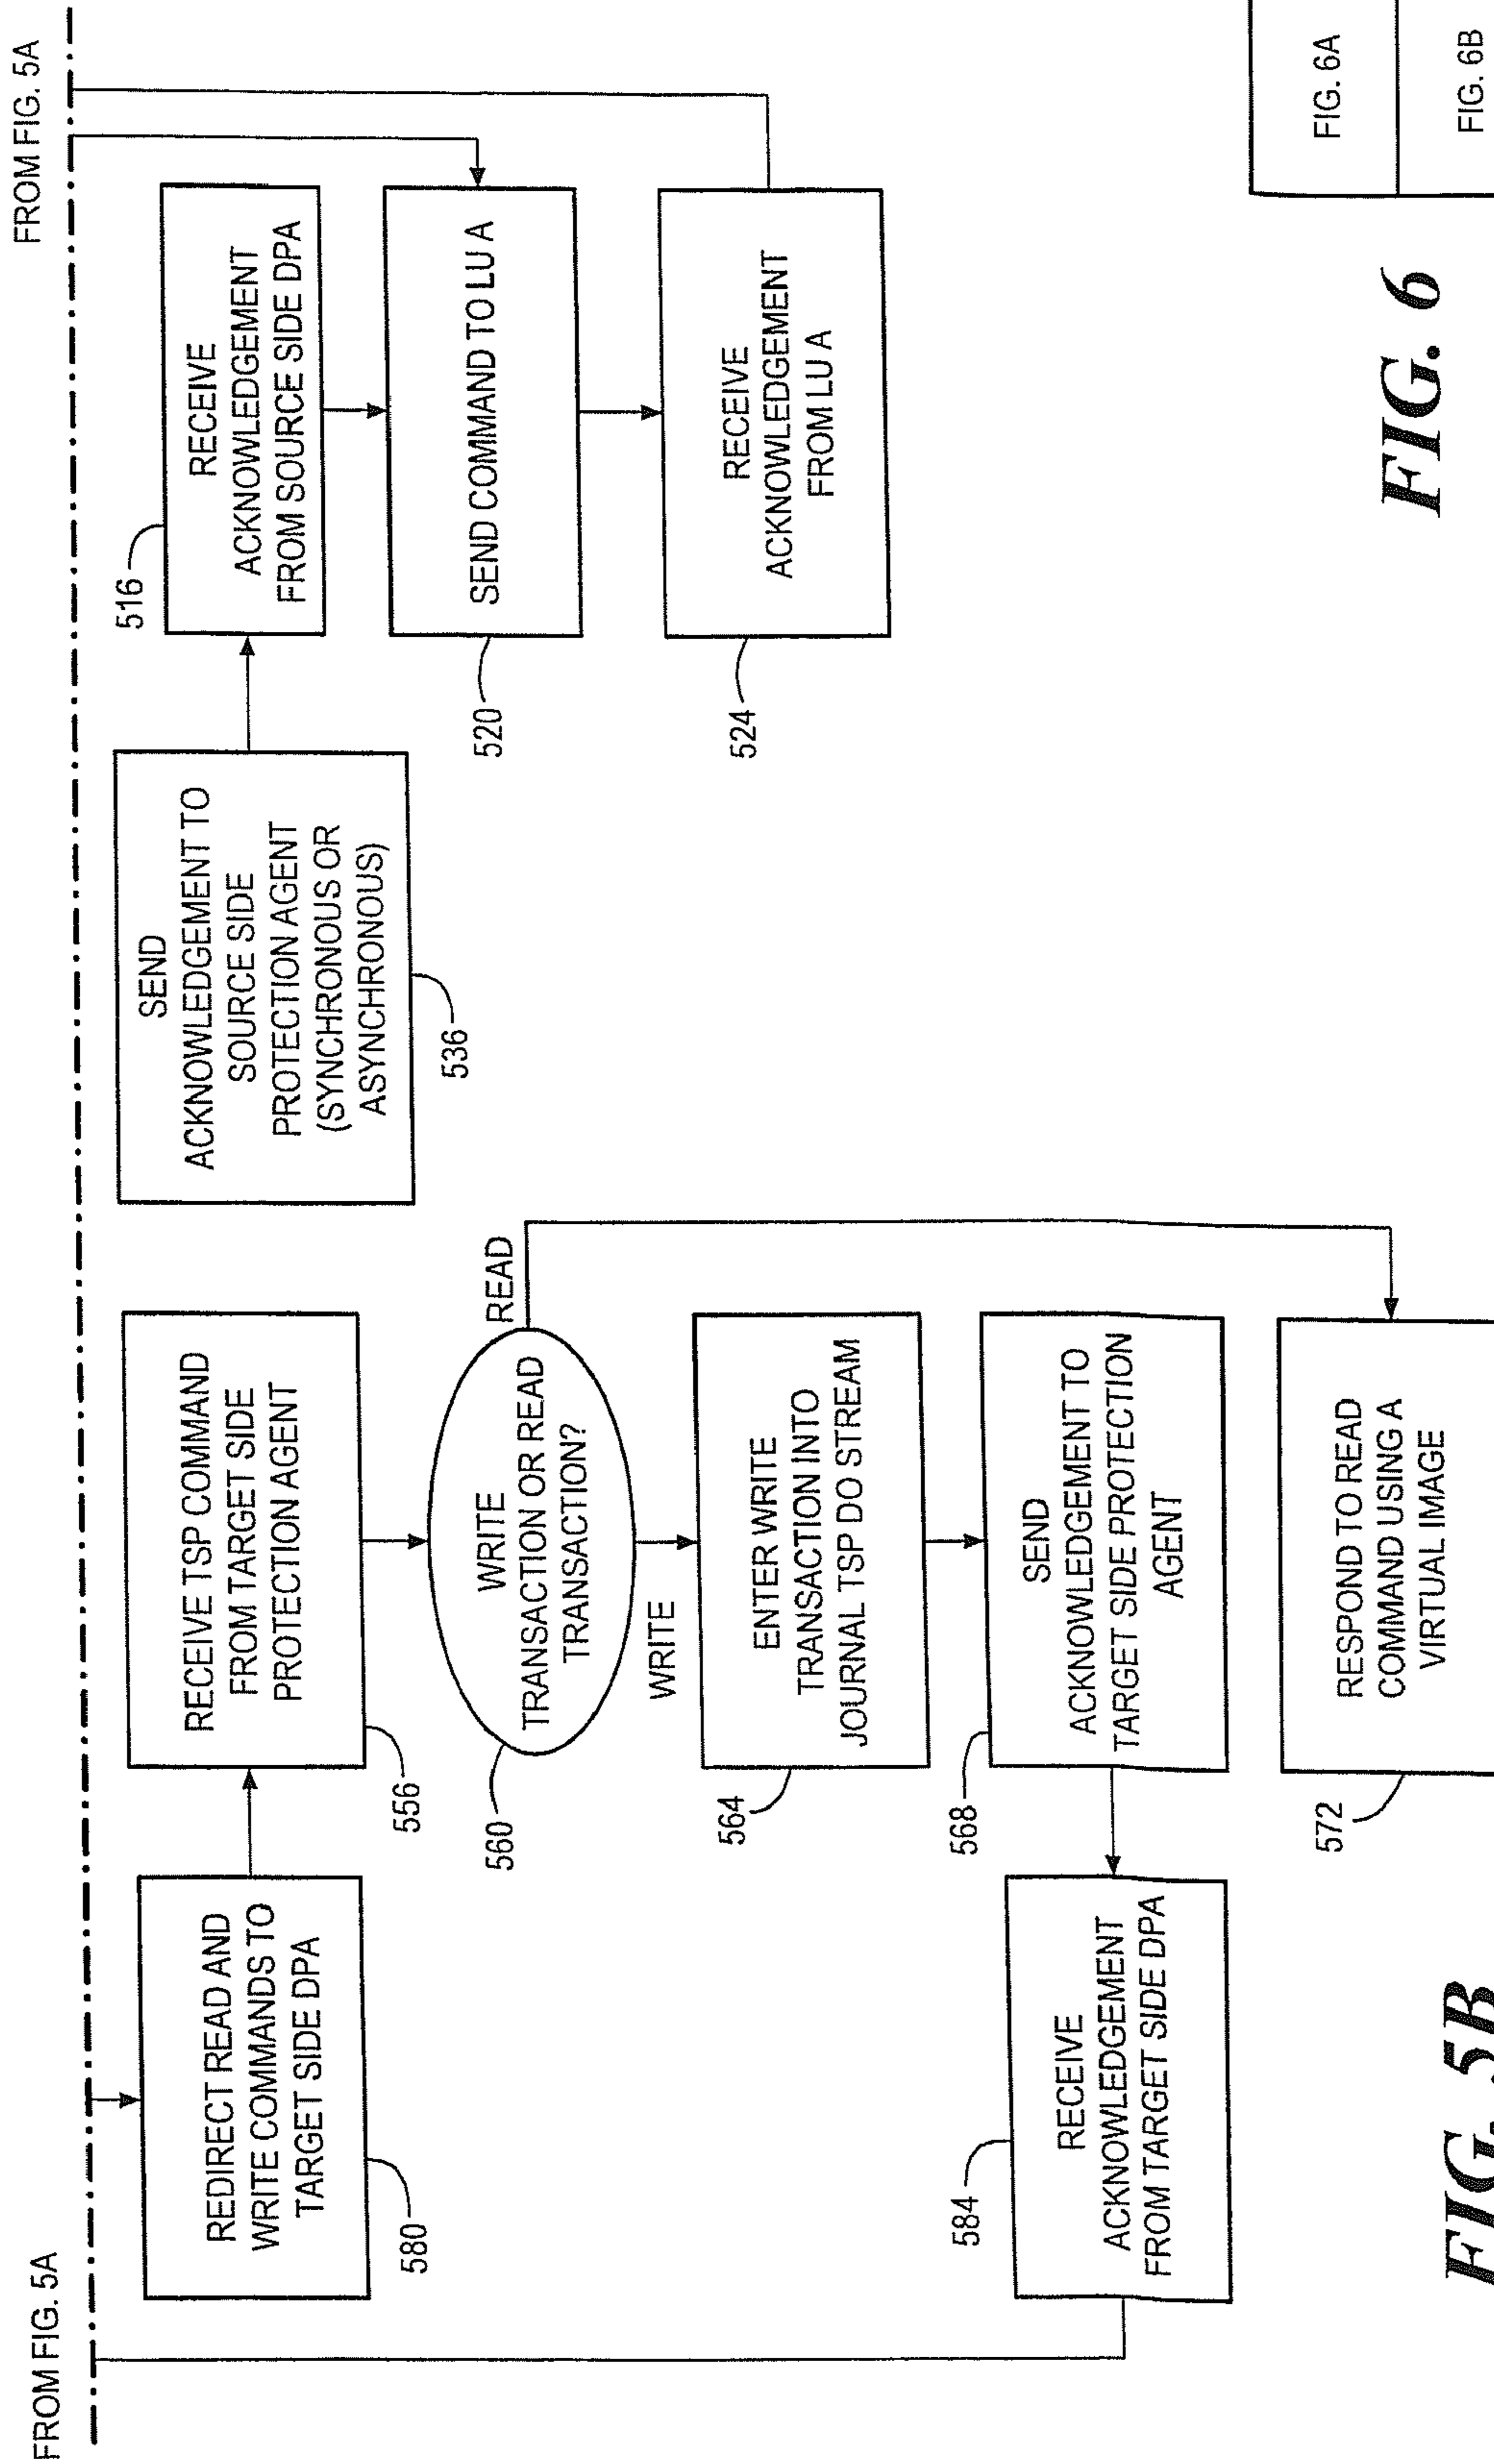 FROM FIG. 5A
FROM FIG. 5A
REDIRECT READ AND
WRITE COMMANDS TO
TARGET SIDE DPA
580
RECEIVE
ACKNOWLEDGEMENT
FROM TARGET SIDE DPA
584
RECEIVE TSP COMMAND
FROM TARGET SIDE
PROTECTION AGENT
556
WRITE
TRANSACTION OR READ
TRANSACTION?
560
READ
WRITE
ENTER WRITE
TRANSACTION INTO
JOURNAL TSP DO STREAM
564
SEND
ACKNOWLEDGEMENT TO
TARGET SIDE PROTECTION
AGENT
568
RESPOND TO READ
COMMAND USING A
VIRTUAL IMAGE
572
SEND
ACKNOWLEDGEMENT TO
SOURCE SIDE
PROTECTION AGENT
(SYNCHRONOUS OR
ASYNCHRONOUS)
536
516
RECEIVE
ACKNOWLEDGEMENT
FROM SOURCE SIDE DPA
SEND COMMAND TO LU A
520
RECEIVE
ACKNOWLEDGEMENT
FROM LU A
524
FIG. 5B
FIG. 6
FIG. 6A
FIG. 6B